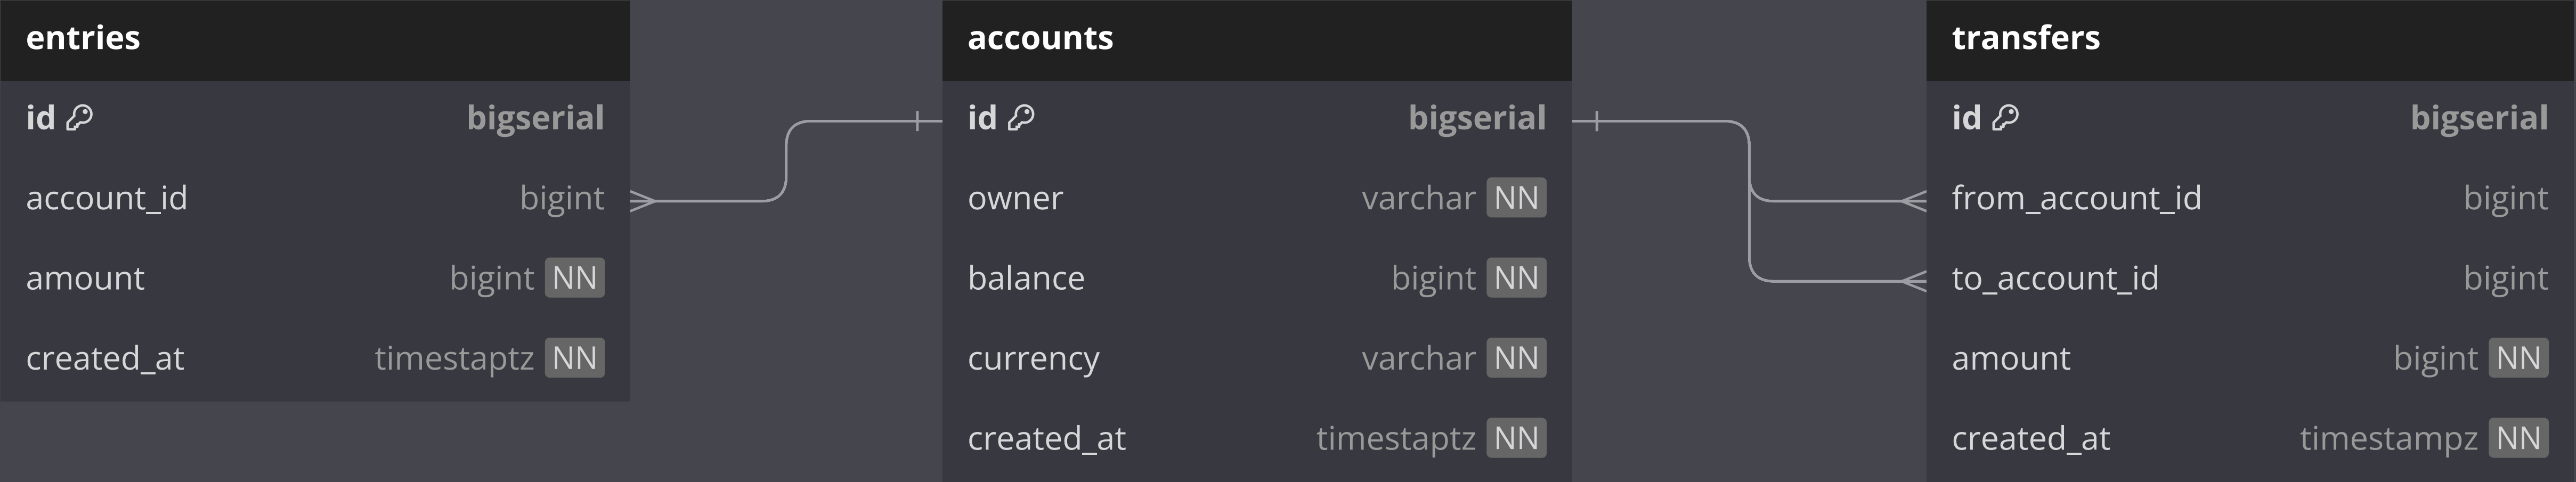 entries
id bigserial
account_id bigint
amount bigint NN
created_at timestaptz NN
accounts
id bigserial
owner varchar NN
balance bigint NN
currency varchar NN
created_at timestaptz NN
transfers
id bigserial
from_account_id bigint
to_account_id bigint
amount bigint NN
created_at timestampz NN